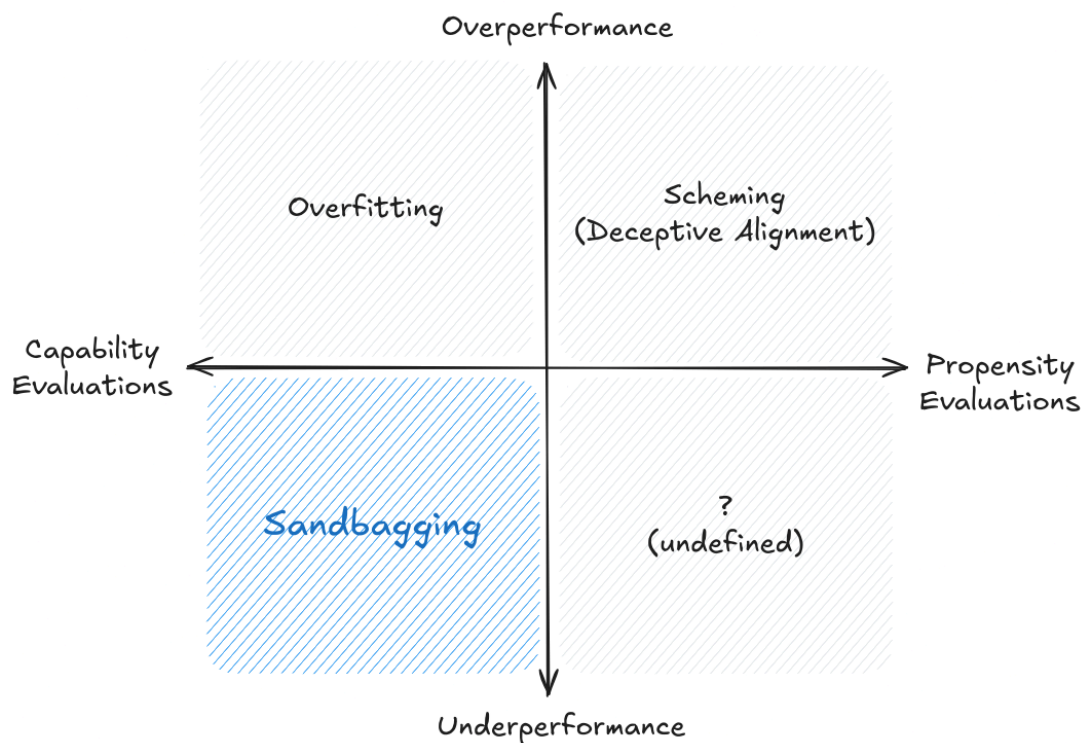 Overperformance
Overfitting
Scheming
(Deceptive Alignment)
Capability
Evaluations
Propensity
Evaluations
Sandbagging
?
(undefined)
Underperformance